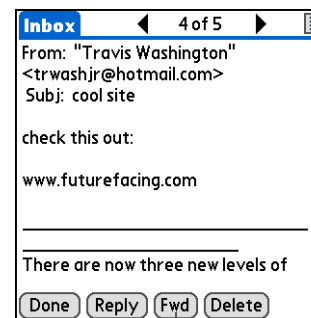 Inbox 4 of 5
From: "Travis Washington"
<trwashjr@hotmail.com>
Subj: cool site
check this out:
www.futurefacing.com
There are now three new levels of
Done Reply Fwd Delete